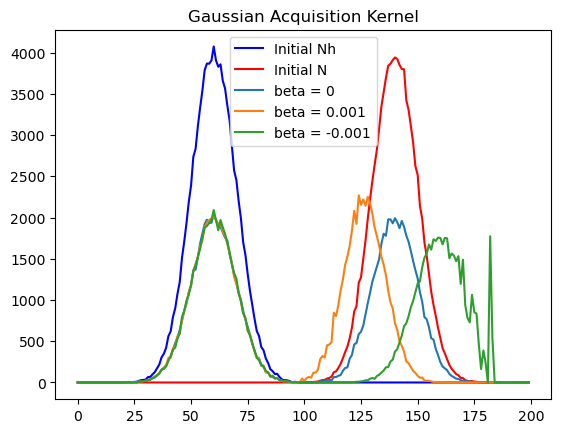 Gaussian Acquisition Kernel
Initial Nh
Initial N
beta = 0
beta = 0.001
beta = -0.001
4000
3500
3000
2500
2000
1500
1000
500
0
0 25 50 75 100 125 150 175 200